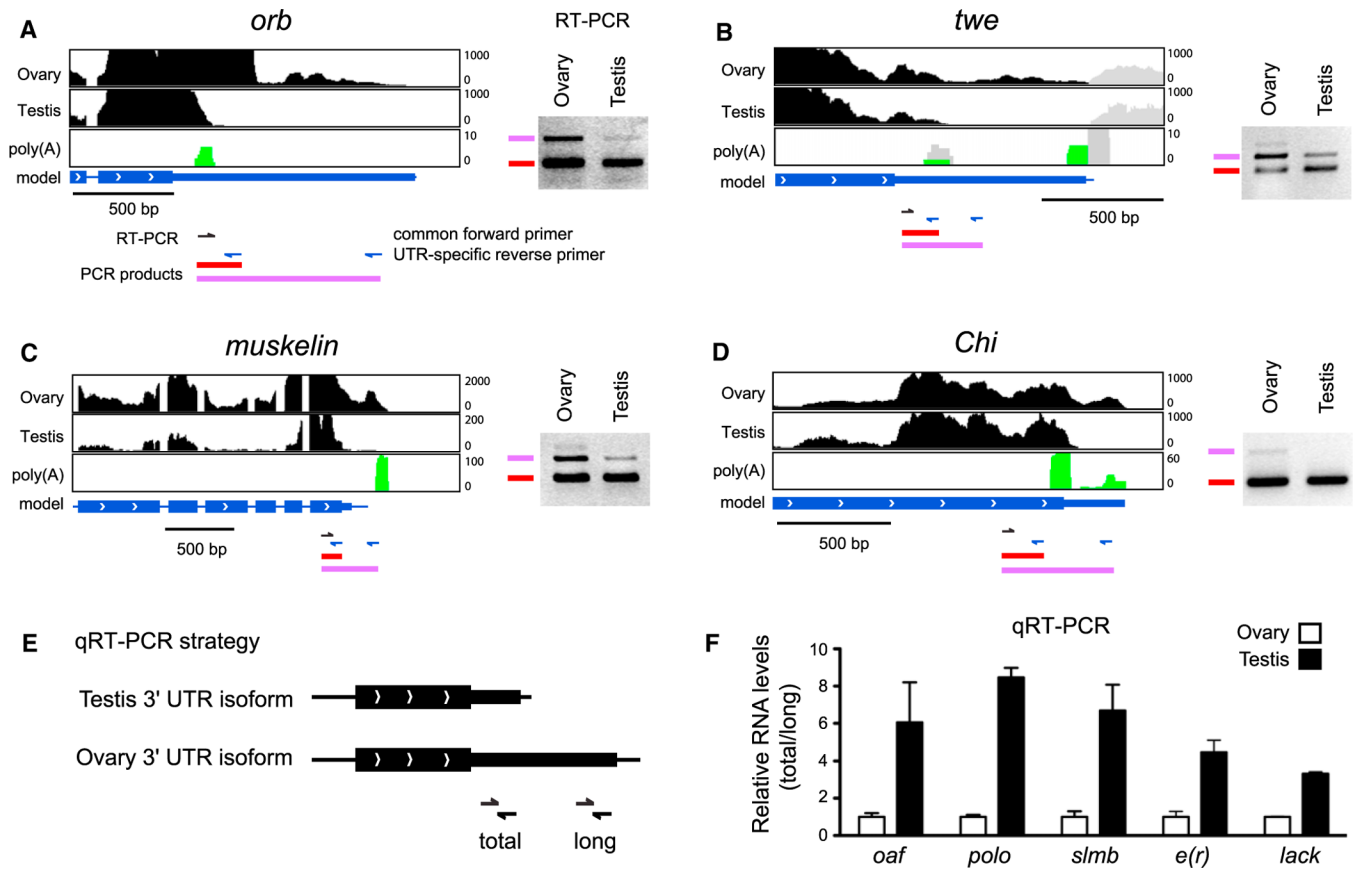 A
orb
RT-PCR
Ovary
1000
0
Testis
1000
0
poly(A)
10
0
model
500 bp
Ovary
Testis
RT-PCR
common forward primer
UTR-specific reverse primer
PCR products
B
twe
Ovary
1000
0
Testis
1000
0
poly(A)
10
0
model
500 bp
Ovary
Testis
C
muskelin
Ovary
2000
0
Testis
200
0
poly(A)
100
0
model
500 bp
Ovary
Testis
D
Chi
Ovary
1000
0
Testis
1000
0
poly(A)
60
0
model
500 bp
Ovary
Testis
E
qRT-PCR strategy
Testis 3' UTR isoform
Ovary 3' UTR isoform
total
long
F
qRT-PCR
Ovary
Testis
Relative RNA levels
(total/long)
10
8
6
4
2
0
oaf
polo
slmb
e(r)
lack